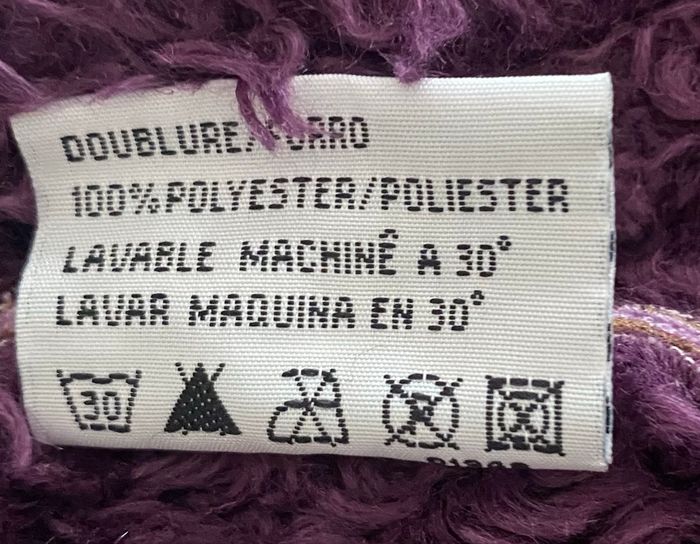 DOUBLURE/FORRO
100% POLYESTER/POLIESTER
LAVABLE MACHINÊ A 30°
LAVAR MAQUINA EN 30°
30